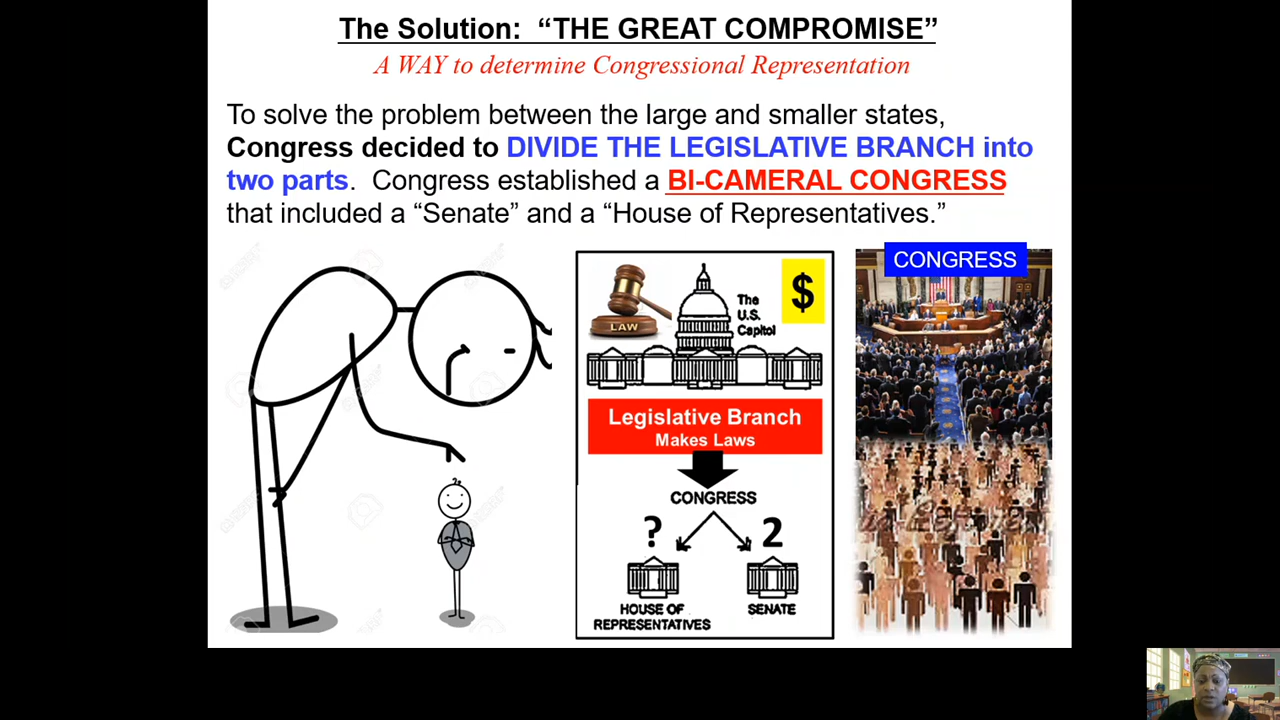 The Solution: “THE GREAT COMPROMISE”
A WAY to determine Congressional Representation
To solve the problem between the large and smaller states,
Congress decided to DIVIDE THE LEGISLATIVE BRANCH into
two parts. Congress established a BI-CAMERAL CONGRESS
that included a “Senate” and a “House of Representatives.”
LAW
The
U.S.
Capitol
$
Legislative Branch
Makes Laws
CONGRESS
?
2
HOUSE OF
REPRESENTATIVES
SENATE
CONGRESS